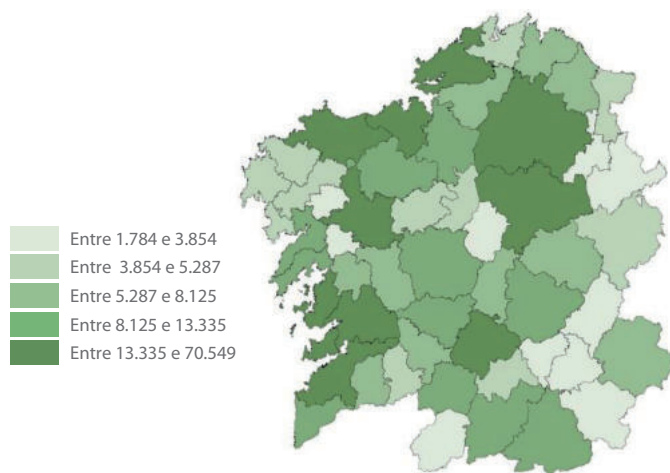 Entre 1.784 e 3.854
Entre 3.854 e 5.287
Entre 5.287 e 8.125
Entre 8.125 e 13.335
Entre 13.335 e 70.549